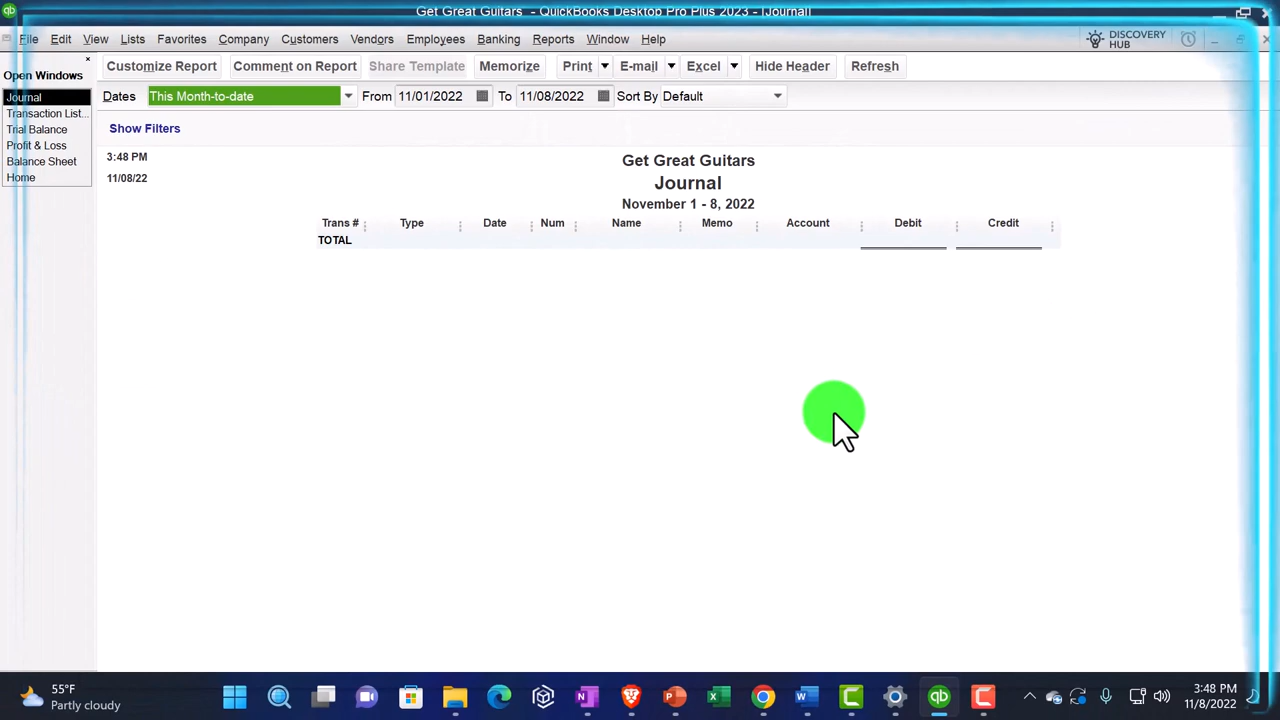 Get Great Guitars - QuickBooks Desktop Pro Plus 2023 - [Journal]
File Edit View Lists Favorites Company Customers Vendors Employees Banking Reports Window Help
DISCOVERY HUB
Open Windows
Journal
Transaction List...
Trial Balance
Profit & Loss
Balance Sheet
Home
Customize Report Comment on Report Share Template Memorize Print E-mail Excel Hide Header Refresh
Dates This Month-to-date From 11/01/2022 To 11/08/2022 Sort By Default
Show Filters
3:48 PM
11/08/22
Get Great Guitars
Journal
November 1 - 8, 2022
Trans # Type Date Num Name Memo Account Debit Credit
TOTAL
55°F
Partly cloudy
3:48 PM
11/8/2022